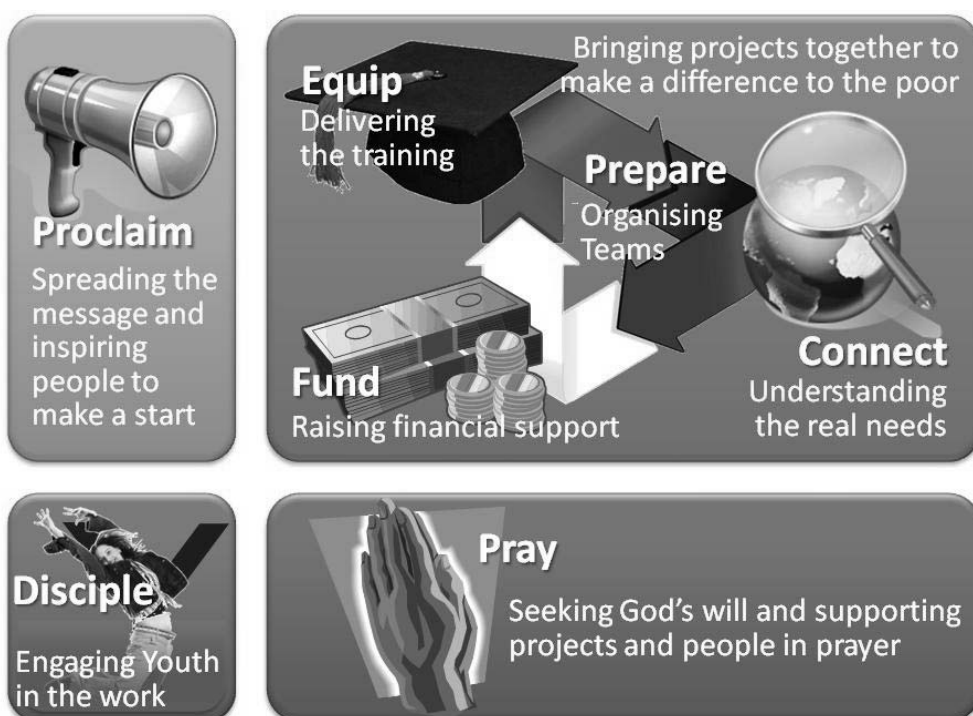 Proclaim
Spreading the
message and
inspiring
people to
make a start
Bringing projects together to
make a difference to the poor
Equip
Delivering
the training
Prepare
Organising
Teams
Fund
Raising financial support
Connect
Understanding
the real needs
Disciple
Engaging Youth
in the work
Pray
Seeking God's will and supporting
projects and people in prayer